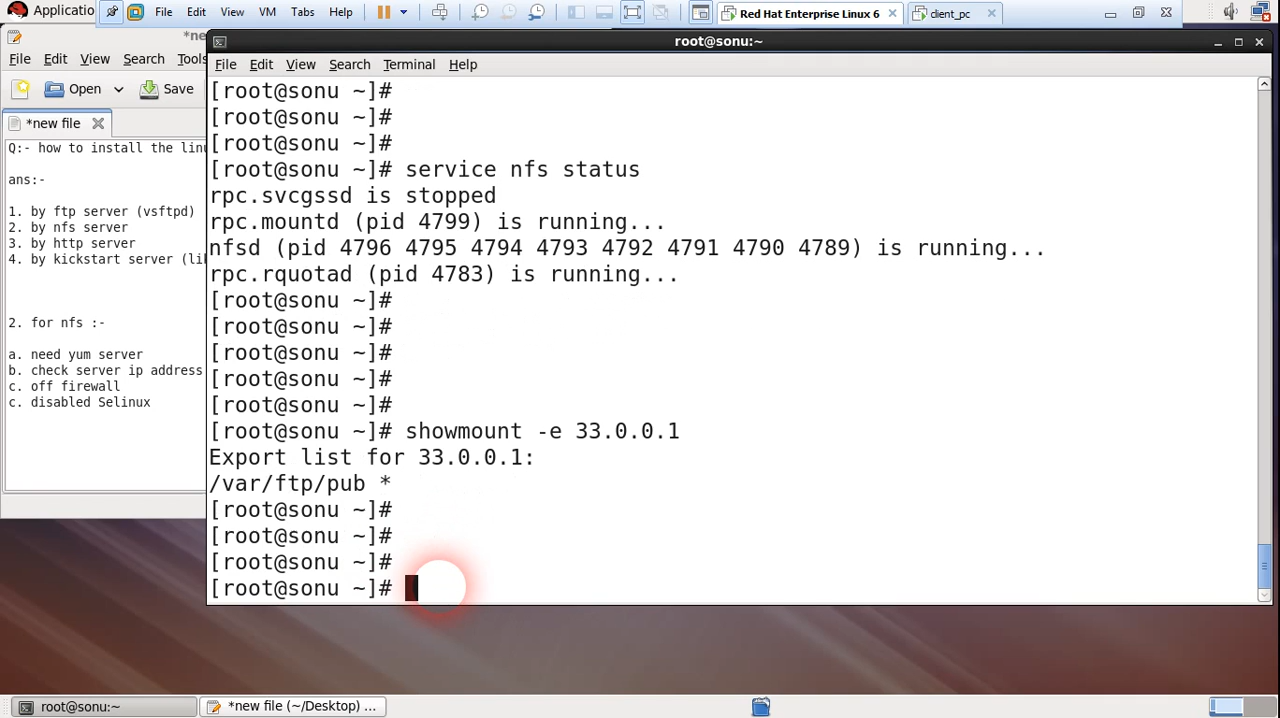 Applicatio File Edit View VM Tabs Help Red Hat Enterprise Linux 6 client_pc
*ne root@sonu:~
File Edit View Search Tools
File Edit View Search Terminal Help
Open Save
*new file
Q:- how to install the linu
ans:-
1. by ftp server (vsftpd)
2. by nfs server
3. by http server
4. by kickstart server (li
2. for nfs :-
a. need yum server
b. check server ip address
c. off firewall
c. disabled Selinux
[root@sonu ~]#
[root@sonu ~]#
[root@sonu ~]#
[root@sonu ~]# service nfs status
rpc.svcgssd is stopped
rpc.mountd (pid 4799) is running...
nfsd (pid 4796 4795 4794 4793 4792 4791 4790 4789) is running...
rpc.rquotad (pid 4783) is running...
[root@sonu ~]#
[root@sonu ~]#
[root@sonu ~]#
[root@sonu ~]#
[root@sonu ~]#
[root@sonu ~]# showmount -e 33.0.0.1
Export list for 33.0.0.1:
/var/ftp/pub *
[root@sonu ~]#
[root@sonu ~]#
[root@sonu ~]#
[root@sonu ~]#
root@sonu:~ *new file (~/Desktop) ...